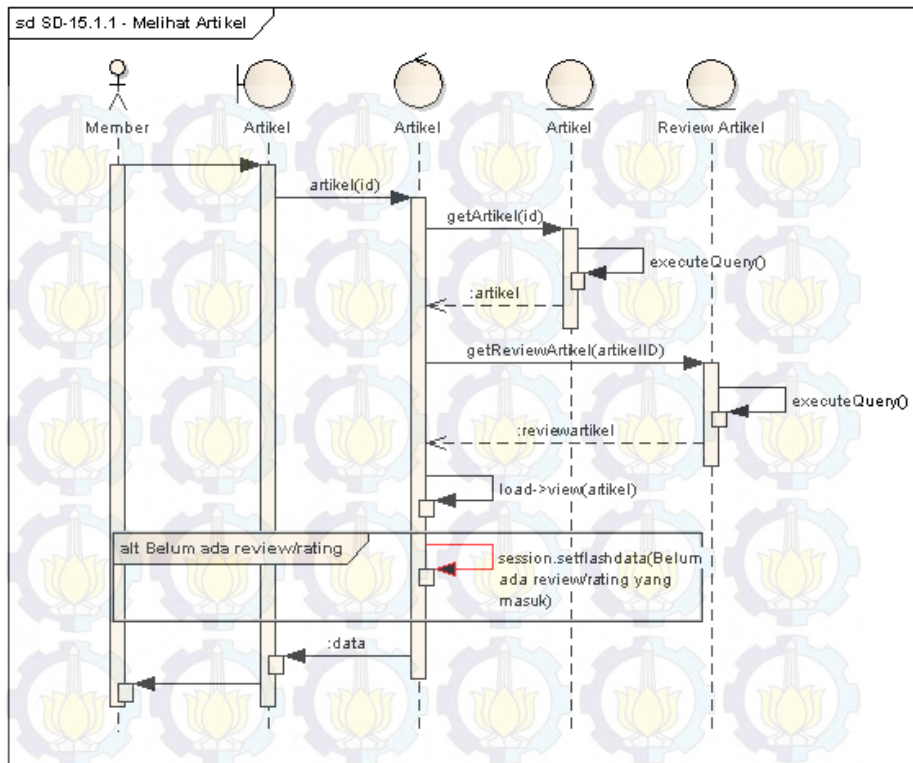 sd SD-15.1.1 - Melihat Artikel
Member
Artikel
Artikel
Artikel
Review Artikel
artikel(id)
getArtikel(id)
executeQuery()
:artikel
getReviewArtikel(artikelID)
executeQuery()
:reviewartikel
load->view(artikel)
alt Belum ada review/rating
session.setflashdata(Belum
ada review/rating yang
masuk)
:data